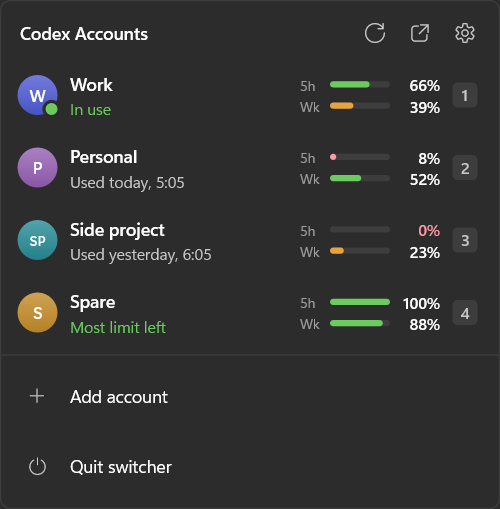 Codex Accounts
W Work 5h 66% 1
In use Wk 39%
P Personal 5h 8% 2
Used today, 5:05 Wk 52%
SP Side project 5h 0% 3
Used yesterday, 6:05 Wk 23%
S Spare 5h 100% 4
Most limit left Wk 88%
Add account
Quit switcher